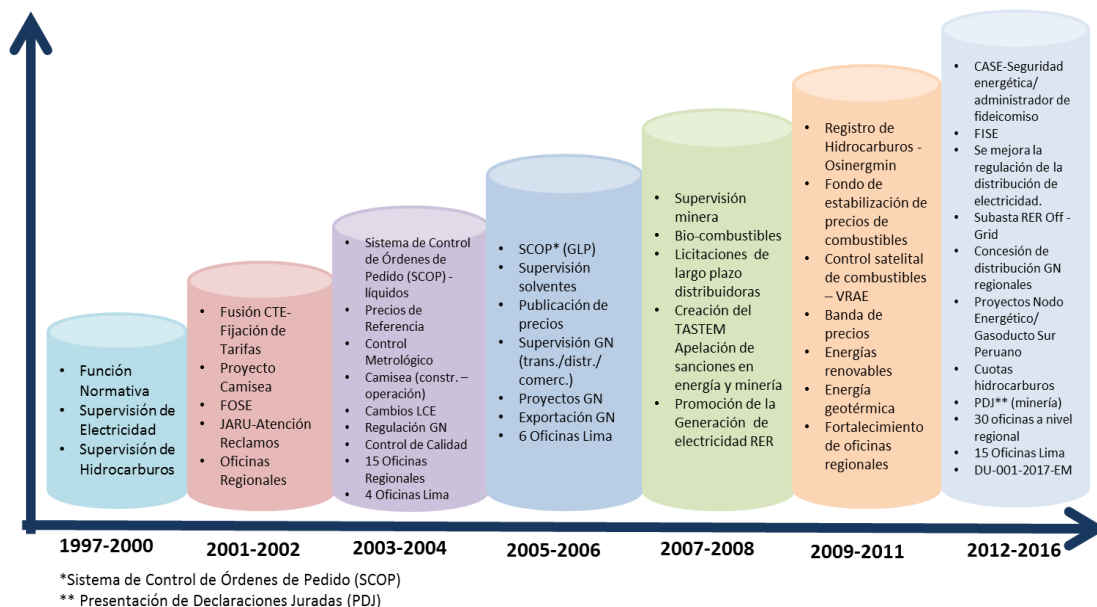 • Función
Normativa
• Supervisión de
Electricidad
• Supervisión de
Hidrocarburos
1997-2000
• Fusión CTE-
Fijación de
Tarifas
• Proyecto
Camisea
• FOSE
• JARU-Atención
Reclamos
• Oficinas
Regionales
2001-2002
• Sistema de Control
de Órdenes de
Pedido (SCOP) -
líquidos
• Precios de
Referencia
• Control
Metrológico
• Camisea (constr. –
operación)
• Cambios LCE
• Regulación GN
• Control de Calidad
• 15 Oficinas
Regionales
• 4 Oficinas Lima
2003-2004
• SCOP* (GLP)
• Supervisión
solventes
• Publicación de
precios
• Supervisión GN
(trans./distr./
comerc.)
• Proyectos GN
• Exportación GN
• 6 Oficinas Lima
2005-2006
• Supervisión
minera
• Bio-combustibles
• Licitaciones de
largo plazo
distribuidoras
• Creación del
TASTEM
Apelación de
sanciones en
energía y minería
• Promoción de la
Generación de
electricidad RER
2007-2008
• Registro de
Hidrocarburos -
Osinergmin
• Fondo de
estabilización de
precios de
combustibles
• Control satelital
de combustibles
– VRAE
• Banda de
precios
• Energías
renovables
• Energía
geotérmica
• Fortalecimiento
de oficinas
regionales
2009-2011
• CASE-Seguridad
energética/
administrador de
fideicomiso
• FISE
• Se mejora la
regulación de la
distribución de
electricidad.
• Subasta RER Off -
Grid
• Concesión de
distribución GN
regionales
• Proyectos Nodo
Energético/
Gasoducto Sur
Peruano
• Cuotas
hidrocarburos
• PDJ** (minería)
• 30 oficinas a nivel
regional
• 15 Oficinas Lima
• DU-001-2017-EM
2012-2016
*Sistema de Control de Órdenes de Pedido (SCOP)
** Presentación de Declaraciones Juradas (PDJ)